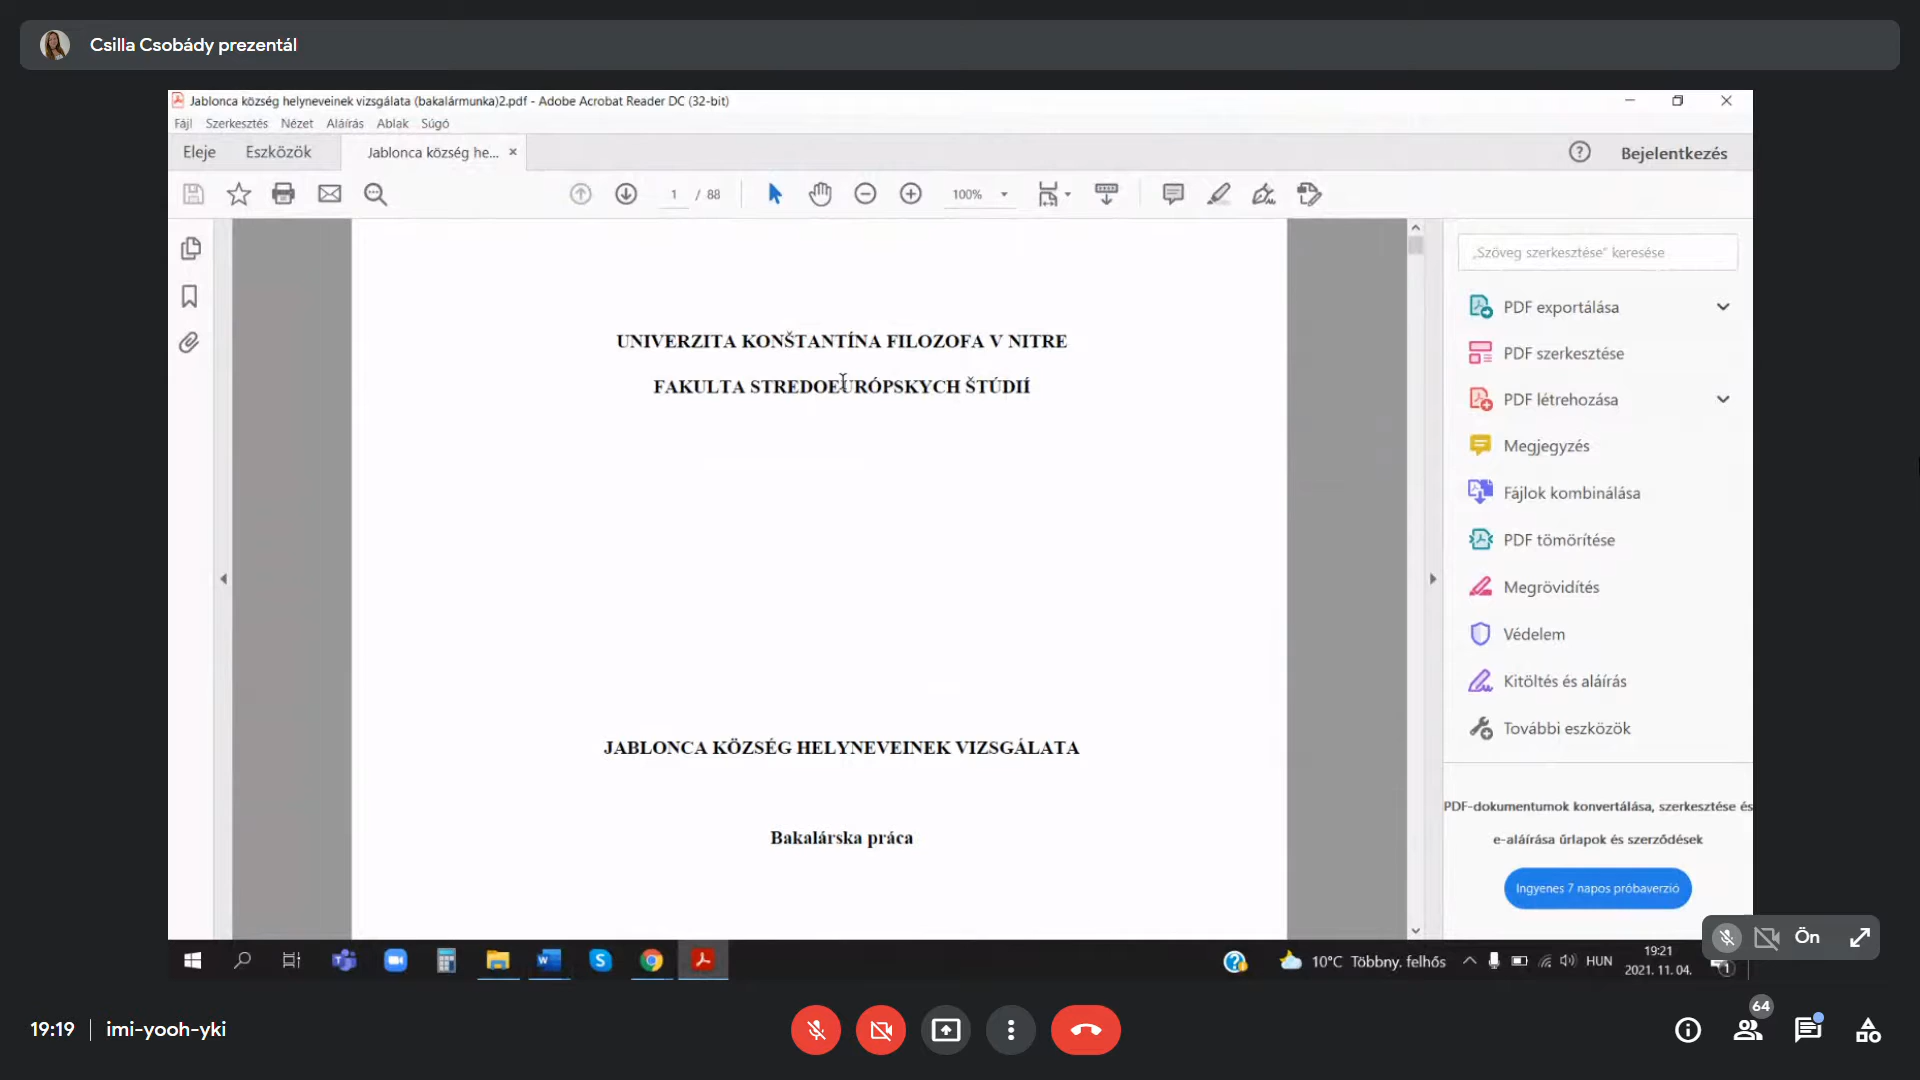 Csilla Csobády prezentál
Jablonca község helyneveinek vizsgálata (bakalármunka)2.pdf - Adobe Acrobat Reader DC (32-bit)
Fájl Szerkesztés Nézet Aláírás Ablak Súgó
Eleje Eszközök Jablonca község he... × Bejelentkezés
1 / 88 100%
„Szöveg szerkesztése” keresése
PDF exportálása
PDF szerkesztése
PDF létrehozása
Megjegyzés
Fájlok kombinálása
PDF tömörítése
Megrövidítés
Védelem
Kitöltés és aláírás
További eszközök
PDF-dokumentumok konvertálása, szerkesztése és
e-aláírása űrlapok és szerződések
Ingyenes 7 napos próbaverzió
UNIVERZITA KONŠTANTÍNA FILOZOFA V NITRE
FAKULTA STREDOEURÓPSKYCH ŠTÚDIÍ
JABLONCA KÖZSÉG HELYNEVEINEK VIZSGÁLATA
Bakalárska práca
Ön
10°C Többny. felhős HUN 19:21
2021. 11. 04. 1
19:19 | imi-yooh-yki
64